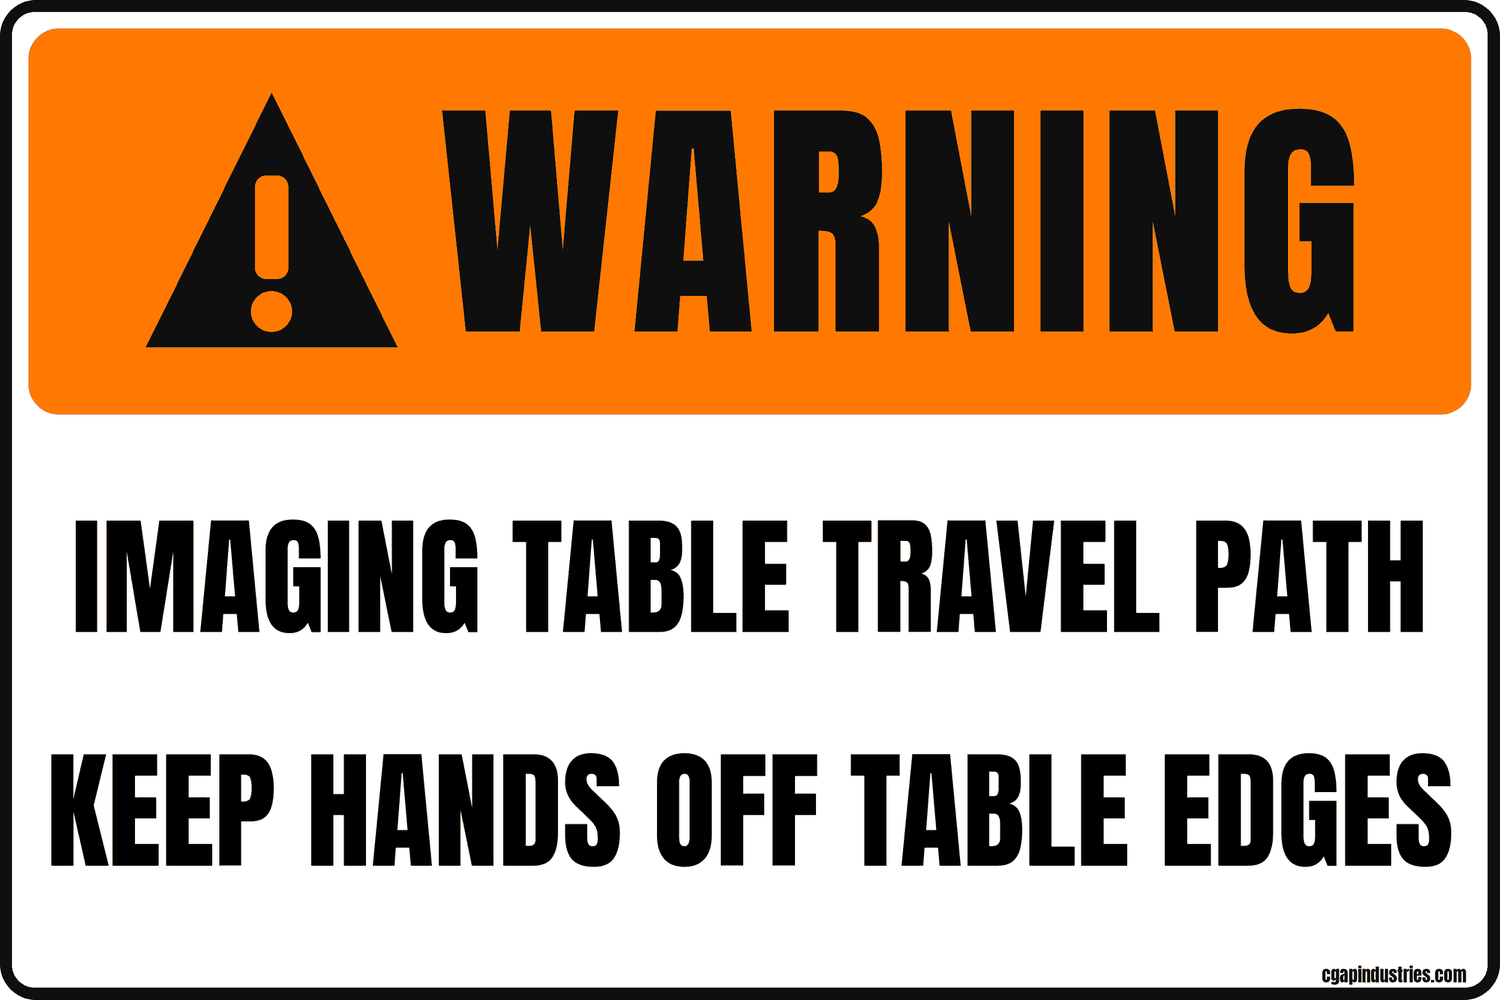 WARNING
IMAGING TABLE TRAVEL PATH
KEEP HANDS OFF TABLE EDGES
cgapindustries.com